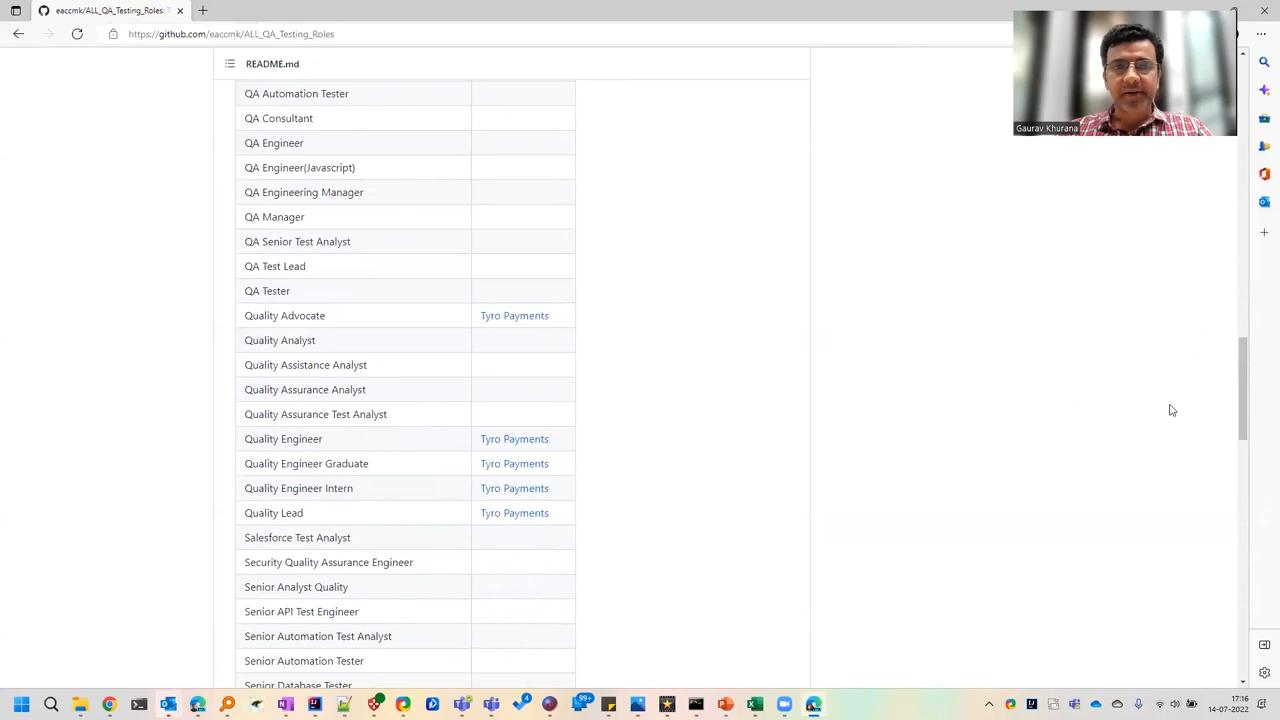 eaccmk/ALL_QA_Testing_Roles: T
https://github.com/eaccmk/ALL_QA_Testing_Roles
README.md
QA Automation Tester
QA Consultant
QA Engineer
QA Engineer(Javascript)
QA Engineering Manager
QA Manager
QA Senior Test Analyst
QA Test Lead
QA Tester
Quality Advocate Tyro Payments
Quality Analyst
Quality Assistance Analyst
Quality Assurance Analyst
Quality Assurance Test Analyst
Quality Engineer Tyro Payments
Quality Engineer Graduate Tyro Payments
Quality Engineer Intern Tyro Payments
Quality Lead Tyro Payments
Salesforce Test Analyst
Security Quality Assurance Engineer
Senior Analyst Quality
Senior API Test Engineer
Senior Automation Test Analyst
Senior Automation Tester
Senior Database Tester
Gaurav Khurana
4
99+
17:16
14-07-2022